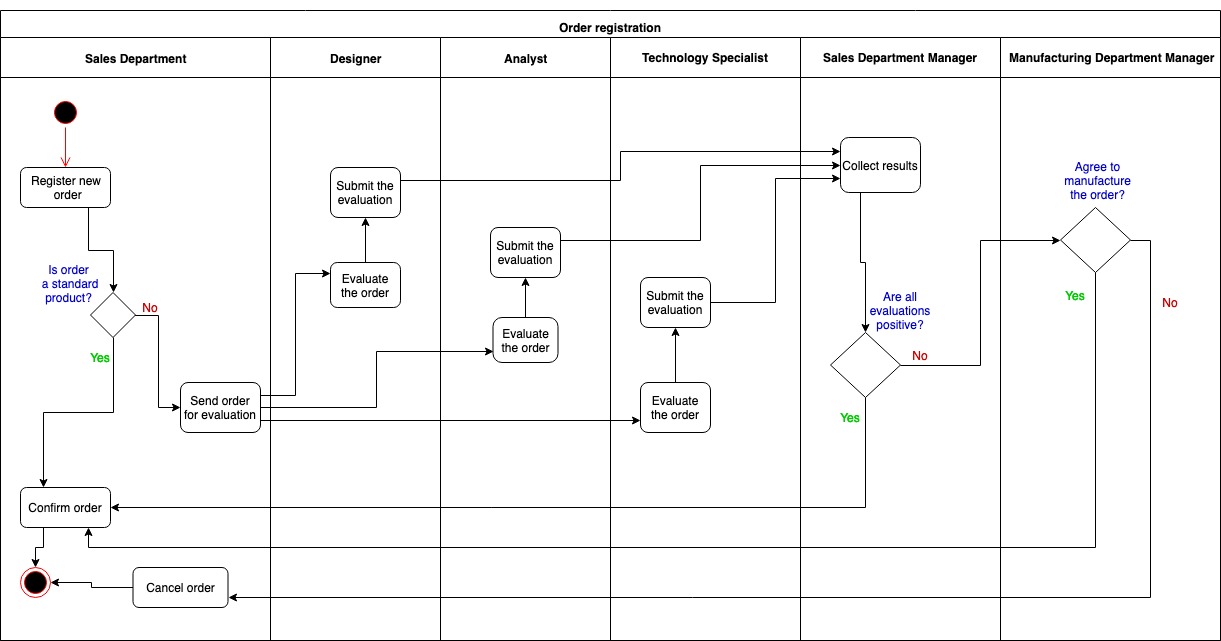 Order registration
Sales Department
Designer
Analyst
Technology Specialist
Sales Department Manager
Manufacturing Department Manager
Register new
order
Is order
a standard
product?
No
Yes
Send order
for evaluation
Confirm order
Cancel order
Submit the
evaluation
Evaluate
the order
Submit the
evaluation
Evaluate
the order
Submit the
evaluation
Evaluate
the order
Collect results
Are all
evaluations
positive?
No
Yes
Agree to
manufacture
the order?
Yes
No